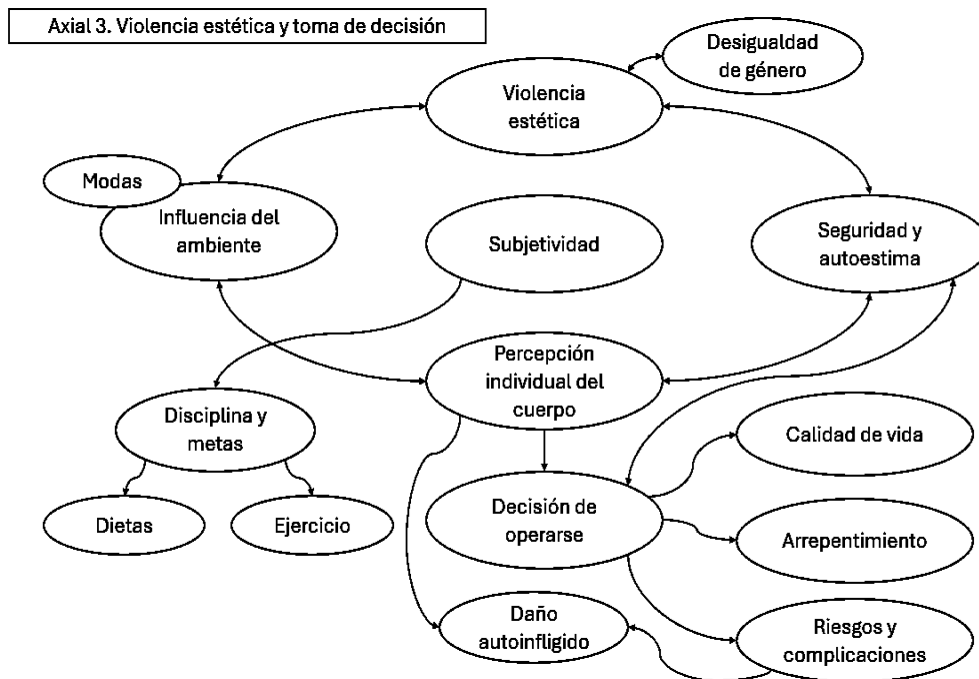 Axial 3. Violencia estética y toma de decisión
Desigualdad
de género
Violencia
estética
Modas
Influencia del
ambiente
Subjetividad
Seguridad y
autoestima
Percepción
individual del
cuerpo
Disciplina y
metas
Calidad de vida
Dietas
Ejercicio
Decisión de
operarse
Arrepentimiento
Daño
autoinfligido
Riesgos y
complicaciones